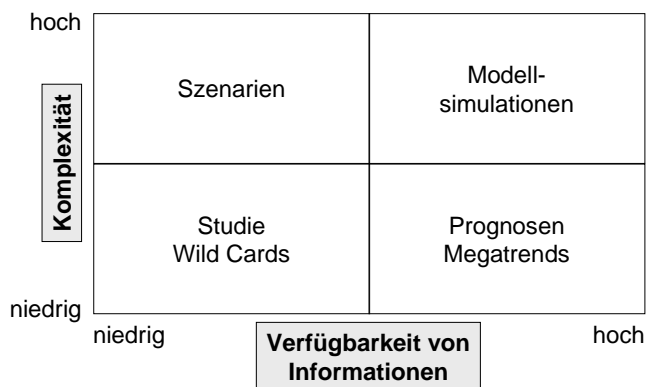 hoch
Szenarien
Modell-
simulationen
Komplexität
Studie
Wild Cards
Prognosen
Megatrends
niedrig
niedrig
Verfügbarkeit von
Informationen
hoch